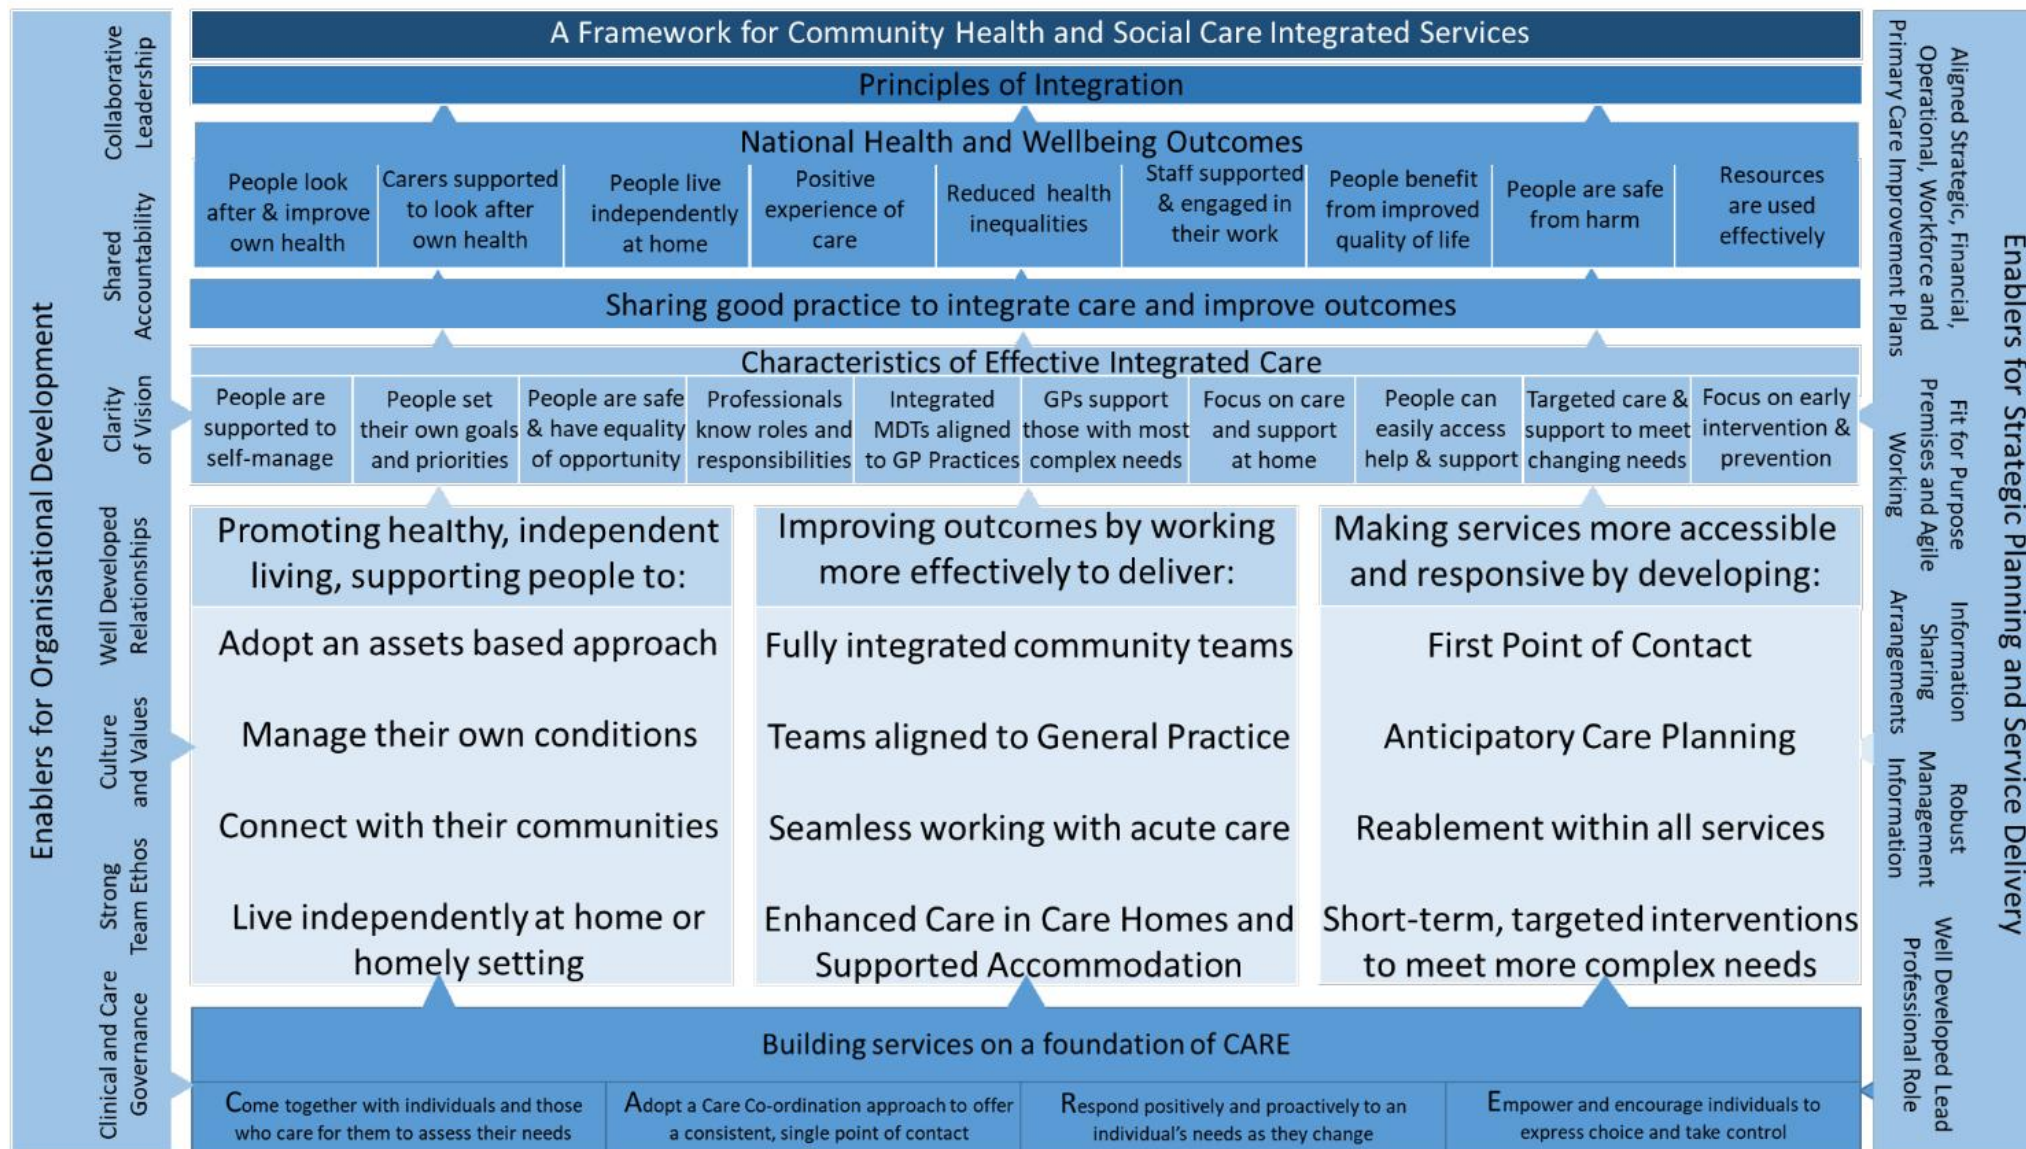 A Framework for Community Health and Social Care Integrated Services
Principles of Integration
National Health and Wellbeing Outcomes
People look
after & improve
own health
Carers supported
to look after
own health
People live
independently
at home
Positive
experience of
care
Reduced health
inequalities
Staff supported
& engaged in
their work
People benefit
from improved
quality of life
People are safe
from harm
Resources
are used
effectively
Sharing good practice to integrate care and improve outcomes
Characteristics of Effective Integrated Care
People are
supported to
self-manage
People set
their own goals
and priorities
People are safe
& have equality
of opportunity
Professionals
know roles and
responsibilities
Integrated
MDTs aligned
to GP Practices
GPs support
those with most
complex needs
Focus on care
and support
at home
People can
easily access
help & support
Targeted care &
support to meet
changing needs
Focus on early
intervention &
prevention
Promoting healthy, independent
living, supporting people to:
Adopt an assets based approach
Manage their own conditions
Connect with their communities
Live independently at home or
homely setting
Improving outcomes by working
more effectively to deliver:
Fully integrated community teams
Teams aligned to General Practice
Seamless working with acute care
Enhanced Care in Care Homes and
Supported Accommodation
Making services more accessible
and responsive by developing:
First Point of Contact
Anticipatory Care Planning
Reablement within all services
Short-term, targeted interventions
to meet more complex needs
Building services on a foundation of CARE
Come together with individuals and those
who care for them to assess their needs
Adopt a Care Co-ordination approach to offer
a consistent, single point of contact
Respond positively and proactively to an
individual's needs as they change
Empower and encourage individuals to
express choice and take control
Enablers for Organisational Development
Clinical and Care
Governance
Strong
Team Ethos
Culture
and Values
Well Developed
Relationships
Clarity
of Vision
Shared
Accountability
Collaborative
Leadership
Enablers for Strategic Planning and Service Delivery
Aligned Strategic, Financial,
Operational, Workforce and
Primary Care Improvement Plans
Fit for Purpose
Premises and Agile
Working
Information
Sharing
Arrangements
Robust
Management
Information
Well Developed Lead
Professional Role